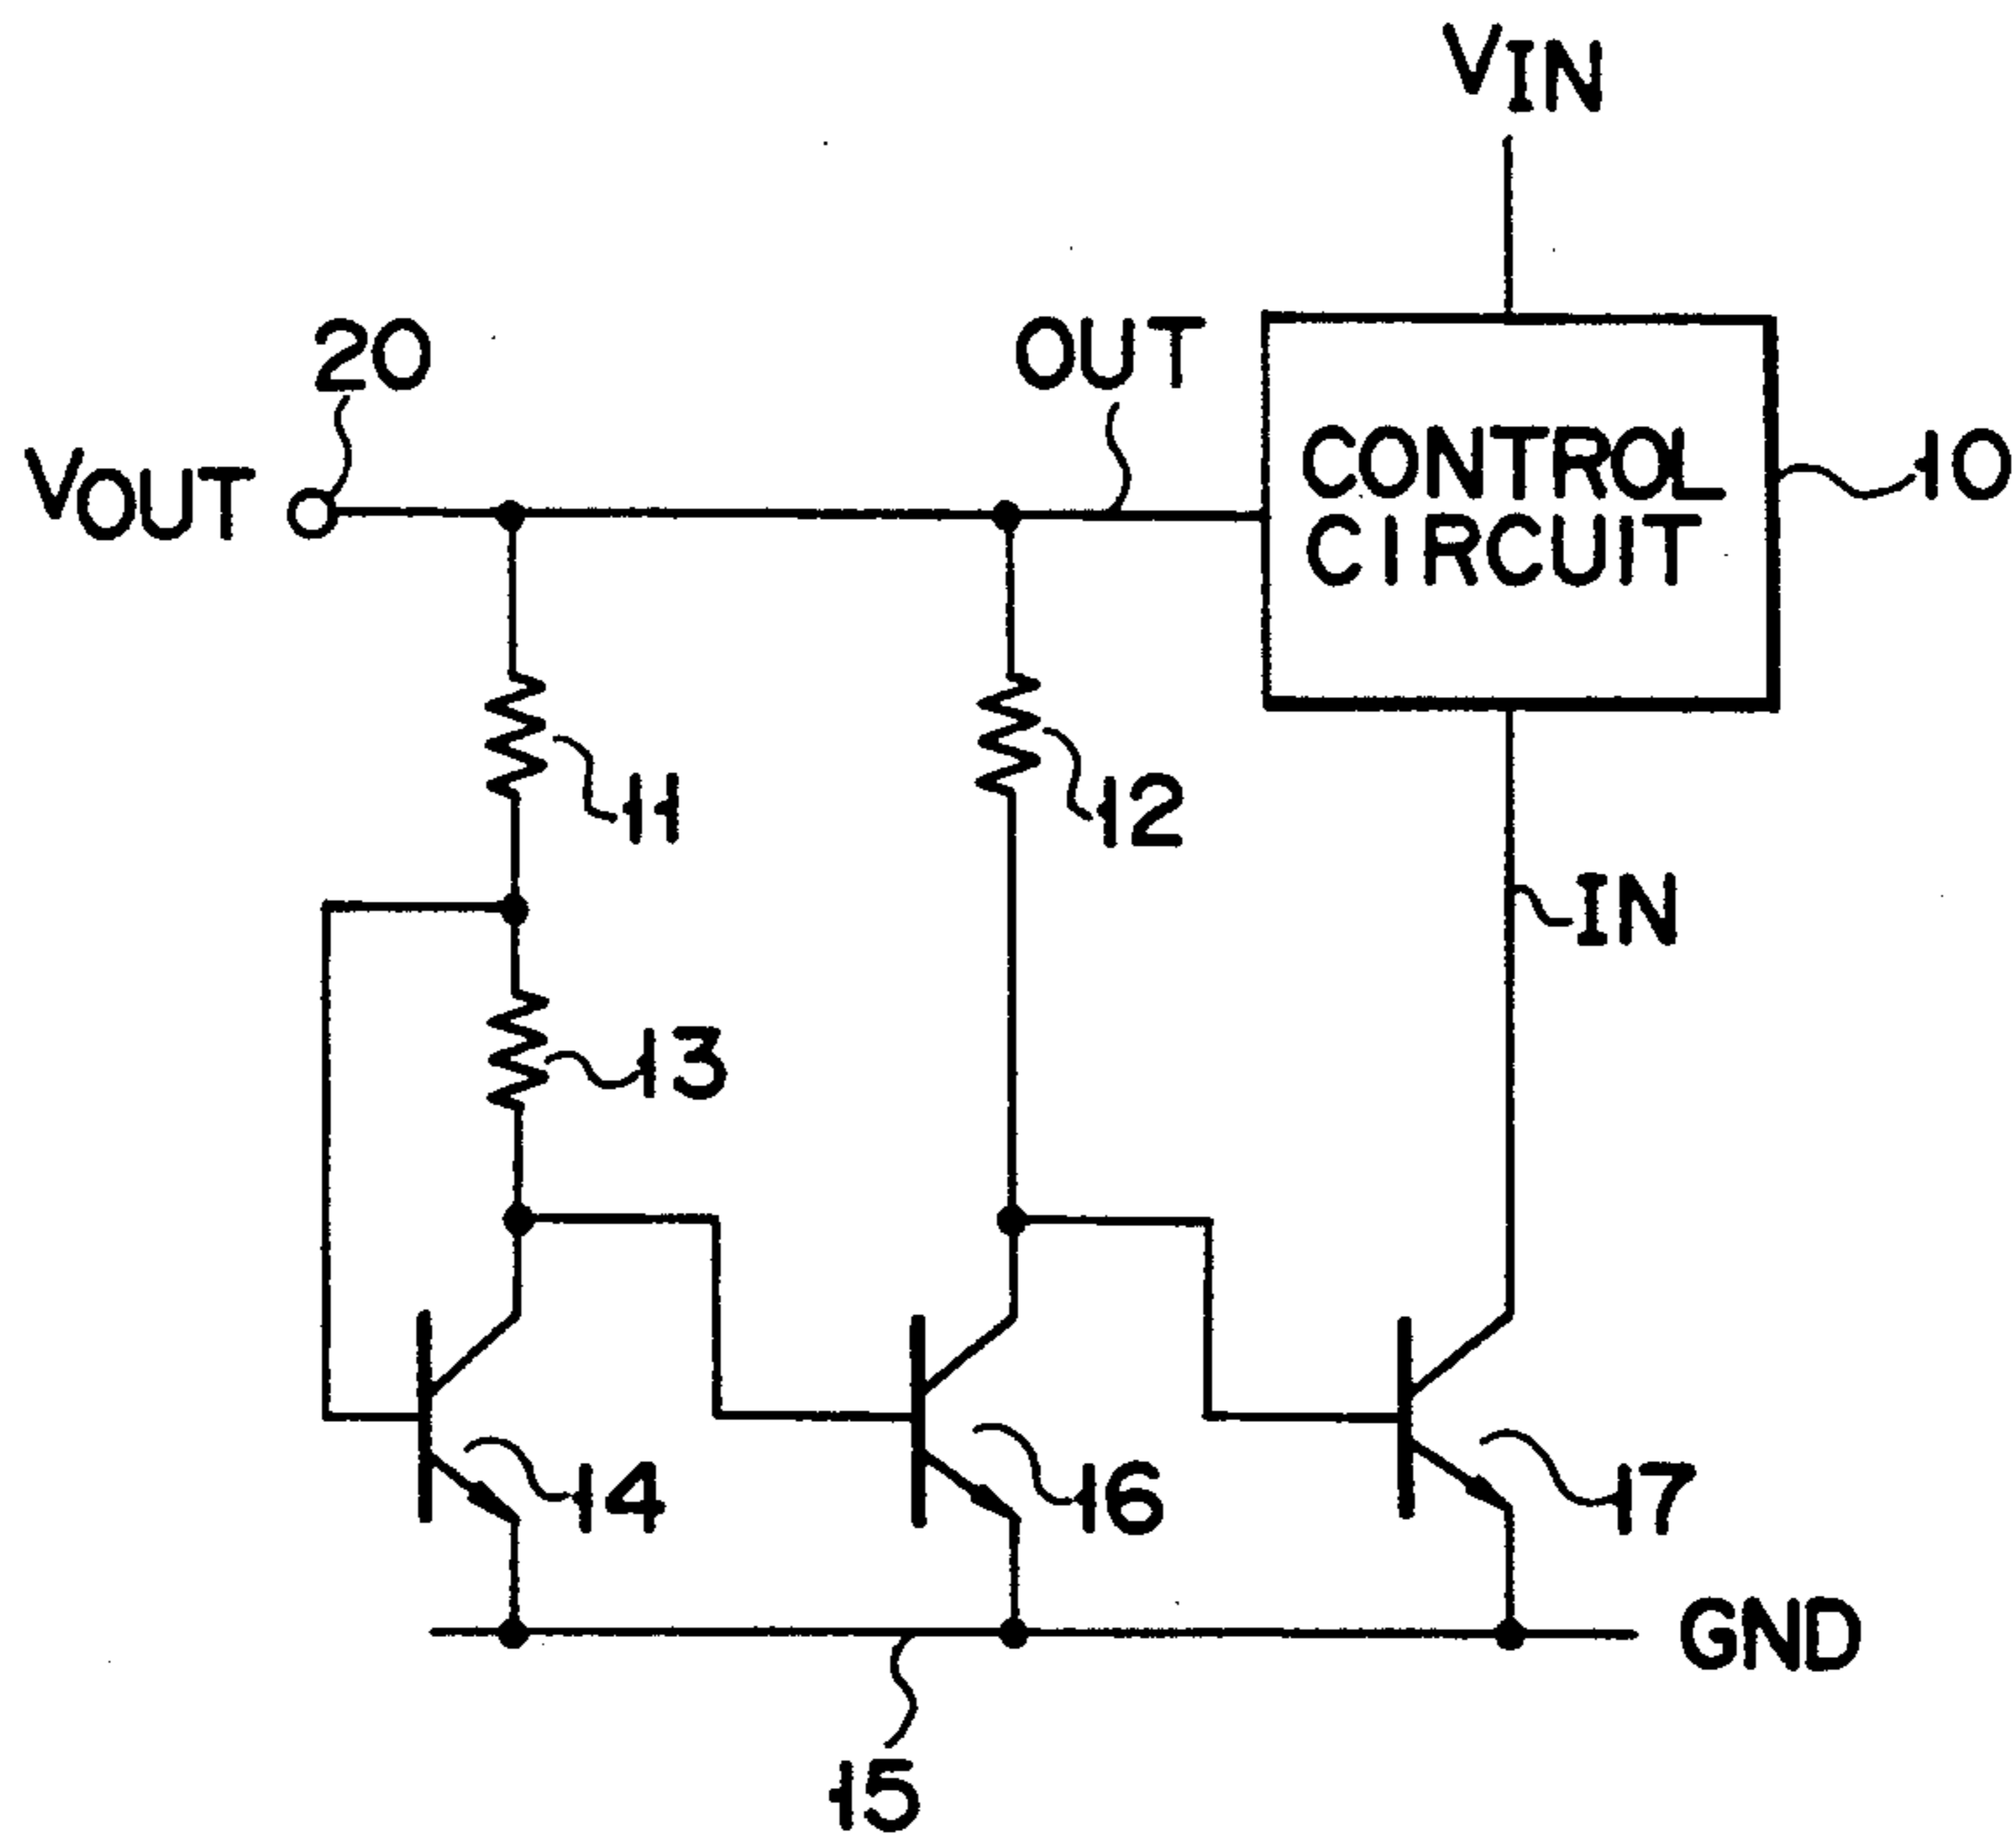 VIN
20
OUT
VOUT
CONTROL
CIRCUIT
10
11
12
IN
13
14
16
17
GND
15